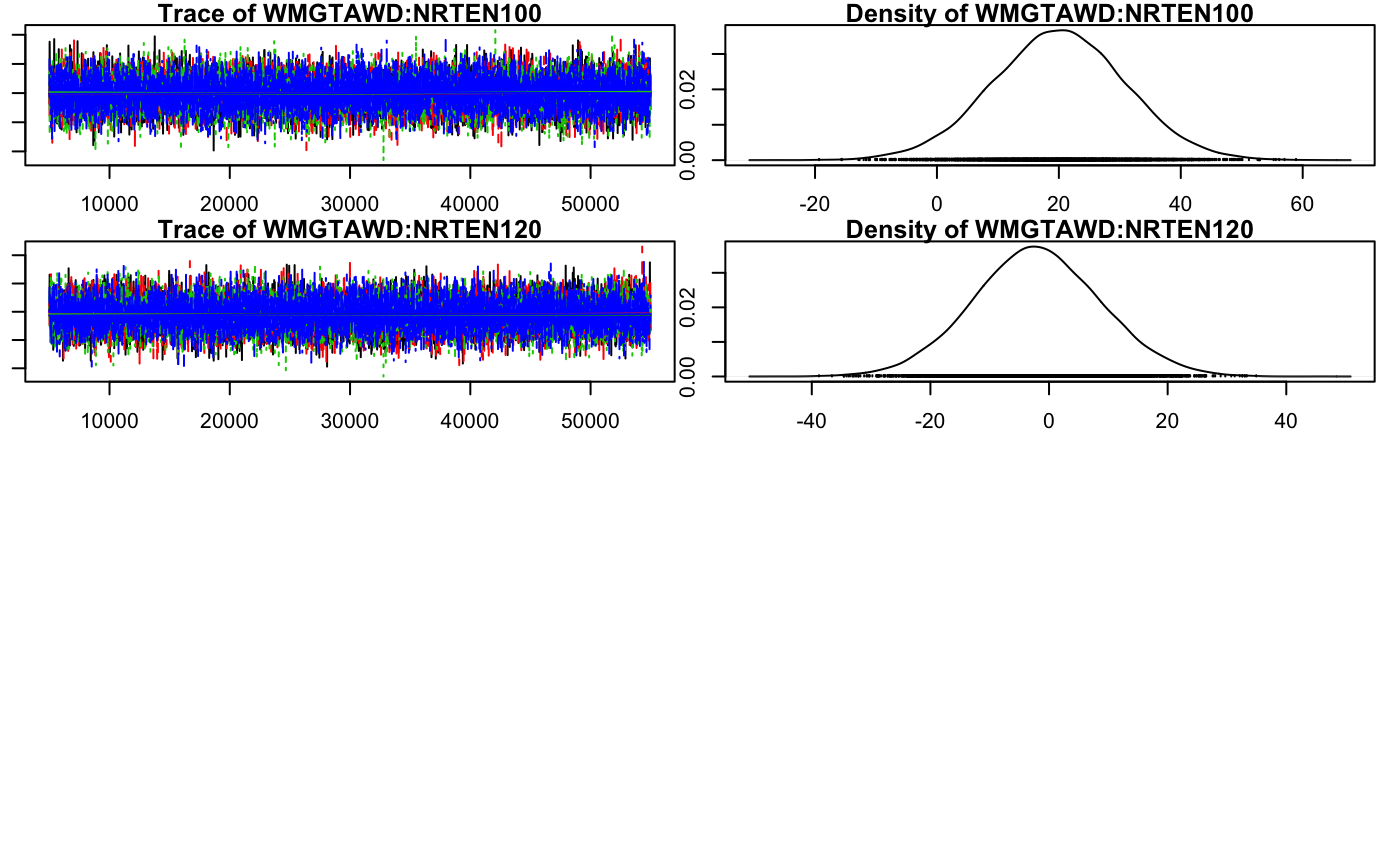 Trace of WMGTAWD:NRTEN100
10000 20000 30000 40000 50000
Density of WMGTAWD:NRTEN100
0.00 0.02
-20 0 20 40 60
Trace of WMGTAWD:NRTEN120
10000 20000 30000 40000 50000
Density of WMGTAWD:NRTEN120
0.00 0.02
-40 -20 0 20 40